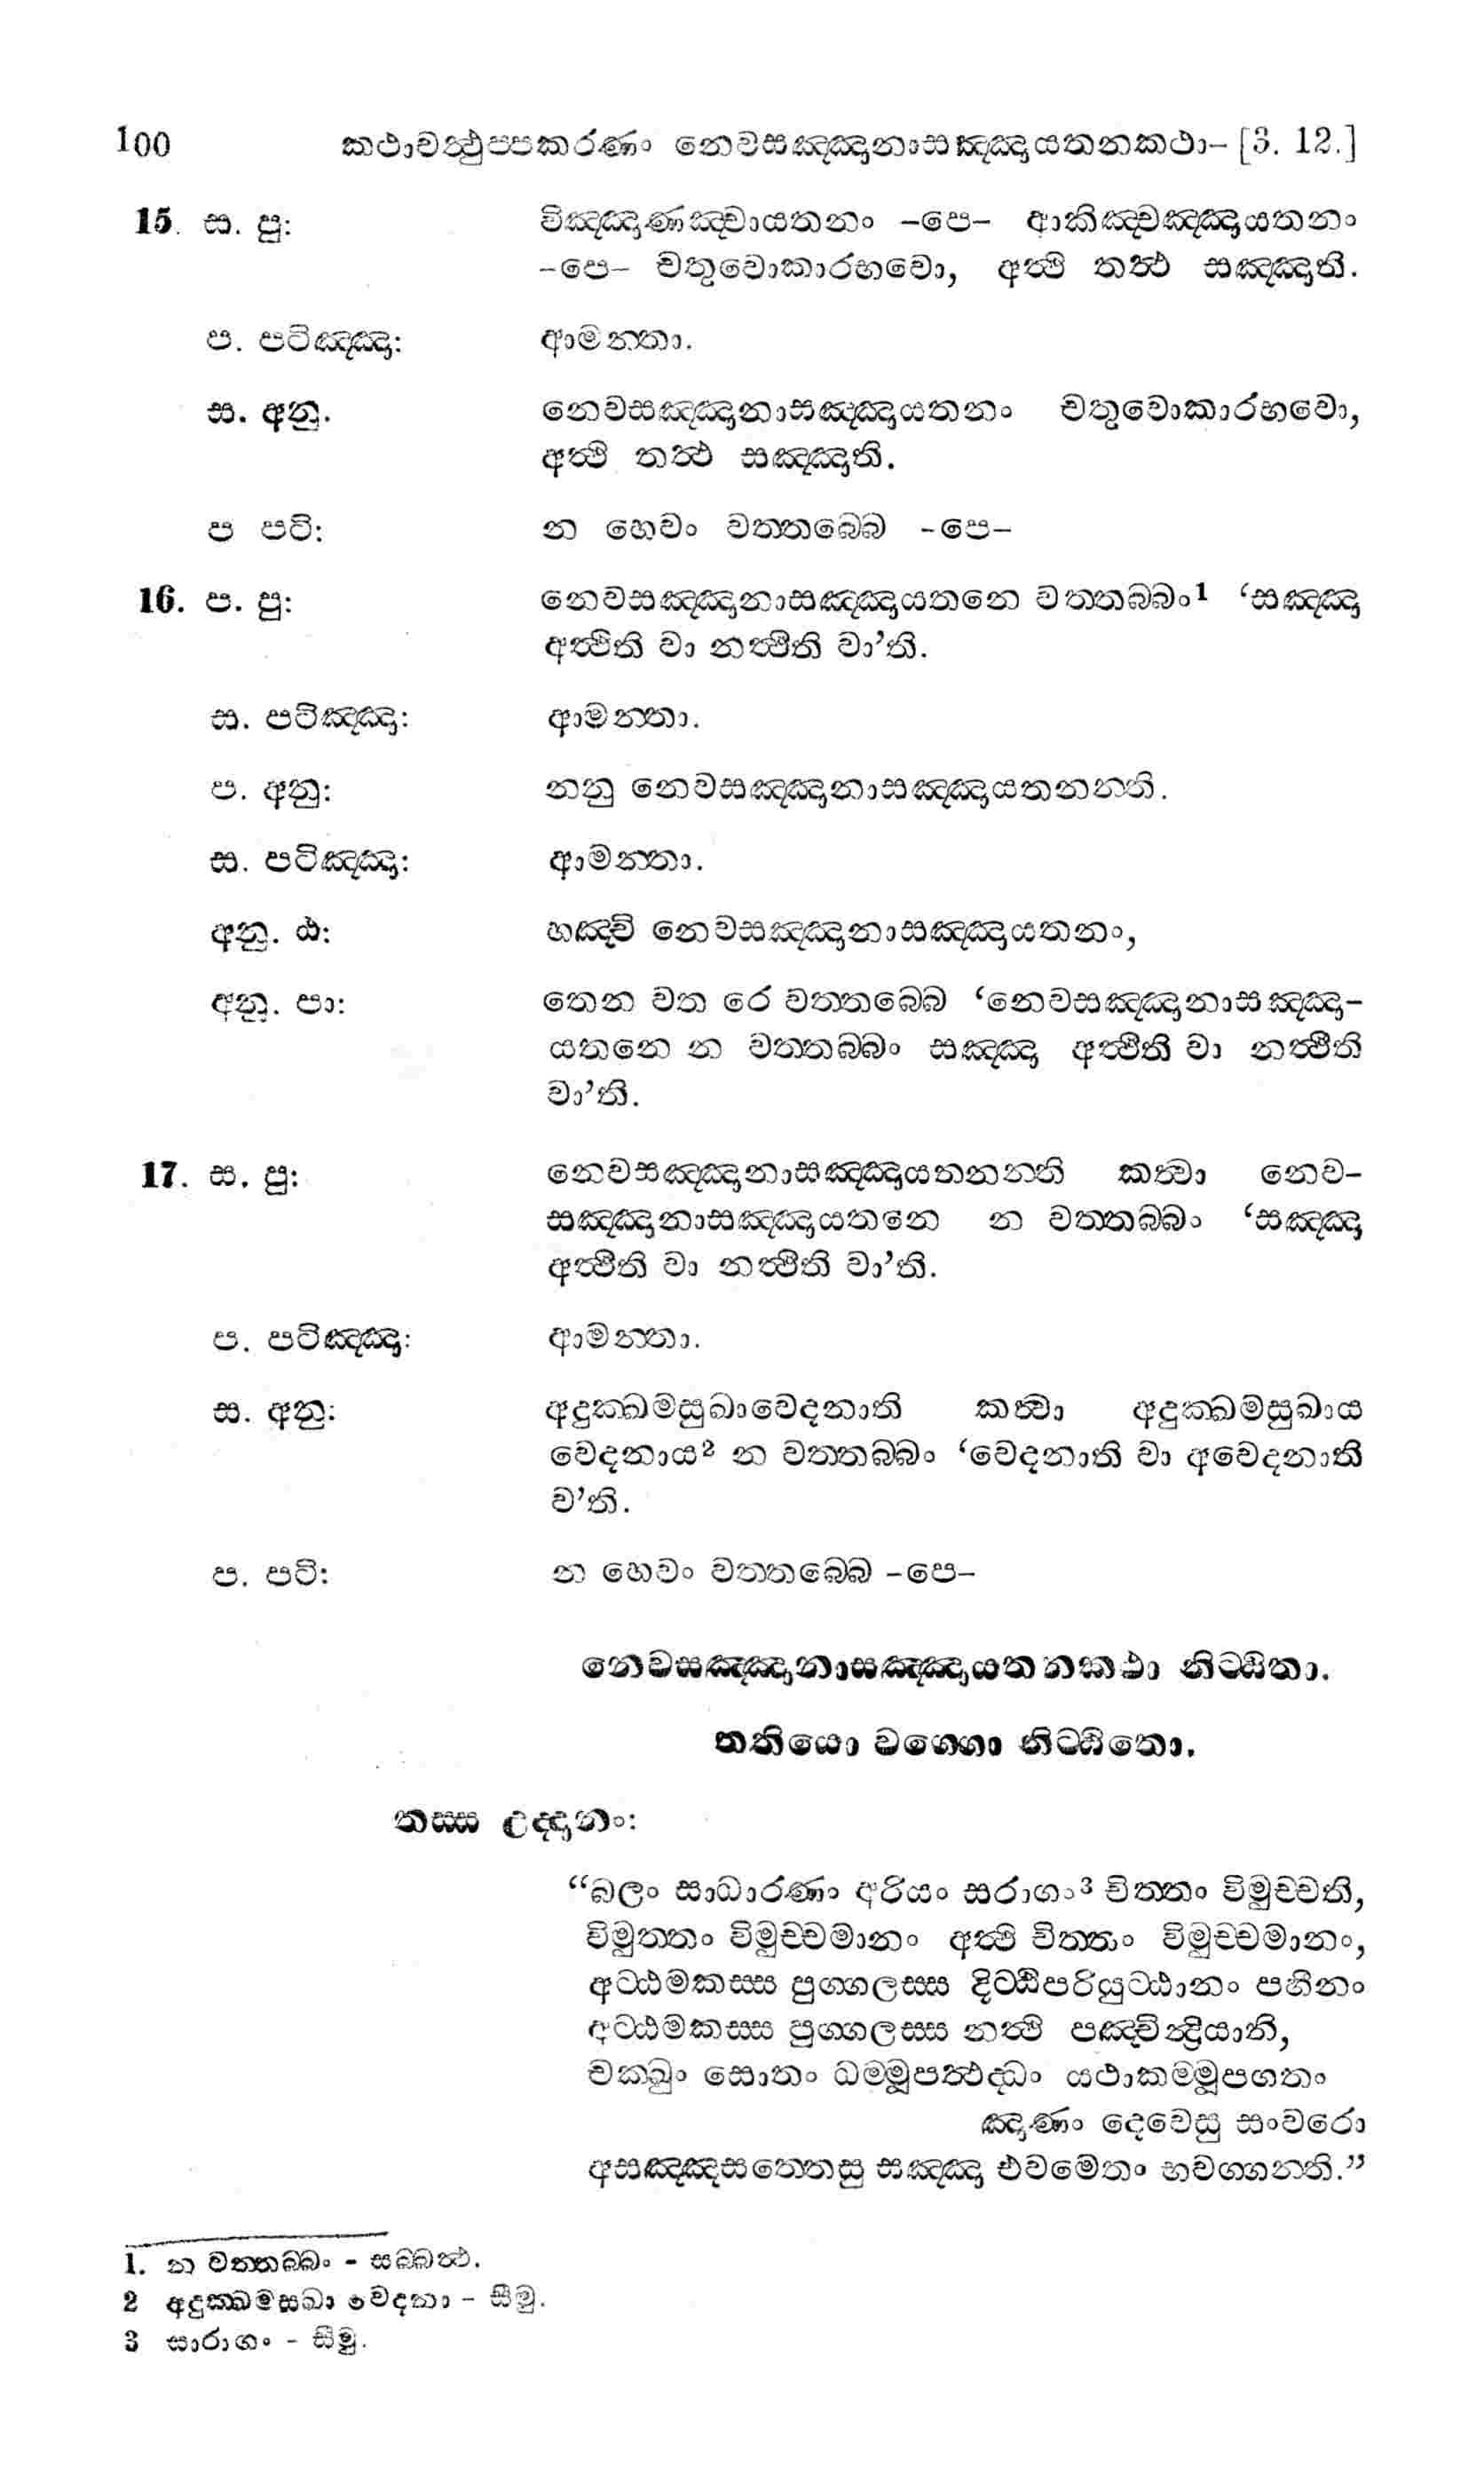 100 කථාවත්‍ථුප්පකරණං නෙවසඤ්ඤානාසඤ්ඤායතනකථා– [3. 12.]
15. ස. පු: විඤ්ඤාණඤ්චායතනං –පෙ– ආකිඤ්චඤ්ඤායතනං
–පෙ– චතුවොකාරභවො, අත්‍ථි තත්‍ථ සඤ්ඤාති.
ප. පටිඤ්ඤා: ආමන්තා.
ස. අනු. නෙවසඤ්ඤානාසඤ්ඤායතනං චතුවොකාරභවො,
අත්‍ථි තත්‍ථ සඤ්ඤාති.
ප පටි: න හෙවං වත්තබ්බෙ -පෙ–
16. ප. පු: නෙවසඤ්ඤානාසඤ්ඤායතනෙ වත්තබ්බං1 ‘සඤ්ඤා
අත්‍ථිති වා නත්‍ථීති වා’ති.
ස. පටිඤ්ඤා: ආමන්තා.
ප. අනු: නනු නෙවසඤ්ඤානාසඤ්ඤායතනන්ති.
ස. පටිඤ්ඤා: ආමන්තා.
අනු. ඨ: හඤ්චි නෙවසඤ්ඤානාසඤ්ඤායතනං,
අනු. පා: තෙන වත රෙ වත්තබ්බෙ ‘නෙවසඤ්ඤානාසඤ්ඤා–
යතනෙ න වත්තබ්බං සඤ්ඤා අත්‍ථීති වා නත්‍ථීති
වා’ති.
17. ස. පු: නෙවසඤ්ඤානාසඤ්ඤායතනන්ති කත්‍වා නෙව–
සඤ්ඤානාසඤ්ඤායතනෙ න වත්තබ්බං ‘සඤ්ඤා
අත්‍ථීති වා නත්‍ථීති වා’ති.
ප. පටිඤ්ඤා: ආමන්තා.
ස. අනු: අදුක්ඛමසුඛාවෙදනාති කත්‍වා අදුක්ඛමසුඛාය
වෙදනාය2 න වත්තබ්බං ‘වෙදනාති වා අවෙදනාති
ව’ති.
ප. පටි: න හෙවං වත්තබ්බෙ –පෙ–
නෙවසඤ්ඤානාසඤ්ඤායතනකථා නිට්ඨිතා.
තතියො වග්ගො නිට්ඨිතො.
තස්ස උද්දානං:
“බලං සාධාරණං අරියං සරාගං3 චිත්තං විමුච්චති,
විමුත්තං විමුච්චමානං අත්‍ථි චිත්තං විමුච්චමානං,
අට්ඨමකස්ස පුග්ගලස්ස දිට්ඨිපරියුට්ඨානං පහීනං
අට්ඨමකස්ස පුග්ගලස්ස නත්‍ථි පඤ්චින්‍ද්‍රියානි,
චක්ඛුං සොතං ධම්මූපත්‍ථද්ධං යථාකම්මූපගතං
ඤාණං දෙවෙසු සංවරො
අසඤ්ඤසත්තෙසු සඤ්ඤා එවමෙතං භවග්ගන්ති.”
1. න වත්තබ්බං - සබ්බත්‍ථ.
2 අදුක්ඛමසුඛා වෙදනා - සීමු.
3 සාරාගං - සීමු.